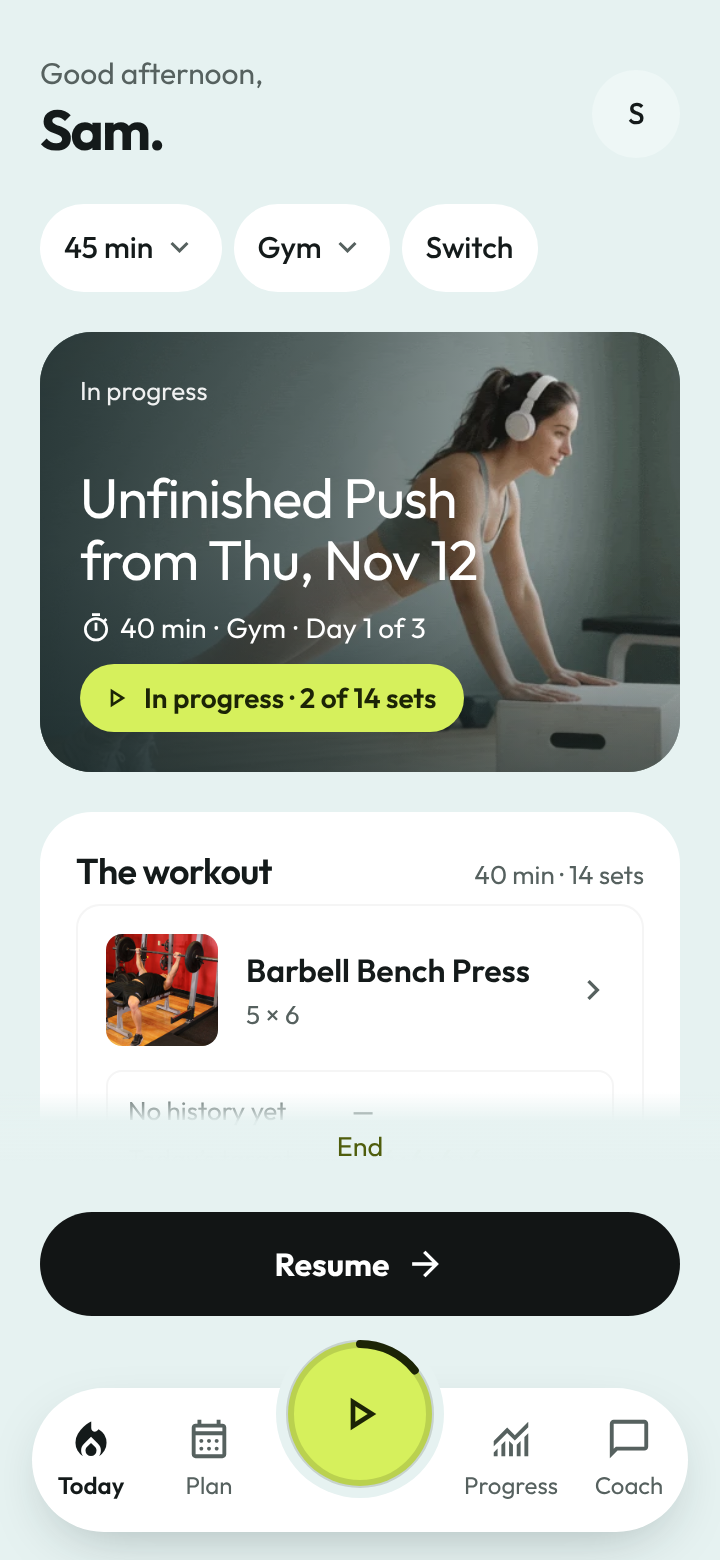 Good afternoon,
Sam.
S
45 min
Gym
Switch
In progress
Unfinished Push
from Thu, Nov 12
40 min · Gym · Day 1 of 3
In progress · 2 of 14 sets
The workout
40 min · 14 sets
Barbell Bench Press
5 × 6
No history yet —
End
Resume
Today
Plan
Progress
Coach